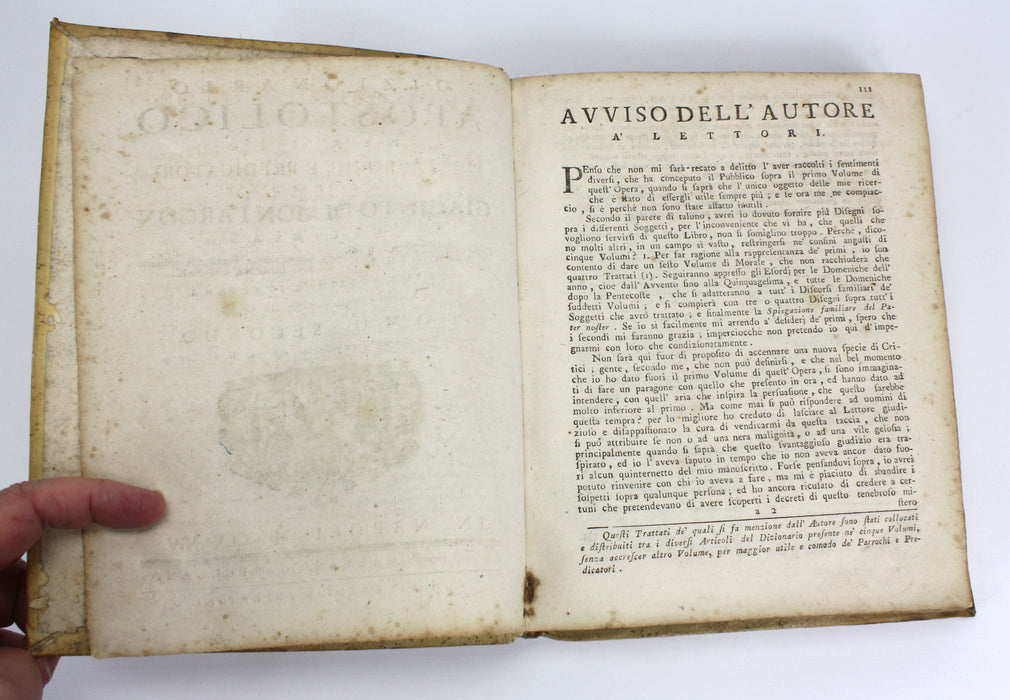 III
AVVISO DELL' AUTORE
A' LETTORI.
PEnso che non mi sarà recato a delitto l' aver raccolti i sentimenti
diversi, che ha conceputo il Pubblico sopra il primo Volume di
quest' Opera, quando si saprà che l' unico oggetto delle mie ricer-
che è stato di essergli utile sempre più; e se ora me ne compiac-
cio, si è perchè non sono state affatto inutili.
Secondo il parere di taluno, avrei io dovuto fornire più Disegni so-
pra i differenti Soggetti, per l' inconveniente che vi ha, che quelli che
vogliono servirsi di questo Libro, non si somiglino troppo. Perchè, dico-
no molti altri, in un campo sì vasto, restringersi ne' confini angusti di
cinque Volumi? 1. Per far ragione alla rappresentanza de' primi, io son
contento di dare un sesto Volume di Morale, che non racchiuderà che
quattro Trattati (1). Seguiranno appresso gli Esordj per le Domeniche dell'
anno, cioè dall' Avvento sino alla Quinquagesima, e tutte le Domeniche
dopo la Pentecoste, che si adatteranno a tutt' i Discorsi familiari de'
suddetti Volumi; e si compierà con tre o quattro Disegni sopra tutt' i
Soggetti che avrò trattato; e finalmente la Spiegazione familiare del Pa-
ter noster. Se io sì facilmente mi arrendo a' desiderj de' primi, spero che
i secondi mi faranno grazia; imperciocchè non pretendo io qui d' impe-
gnarmi con loro che condizionatamente.
Non sarà qui fuor di proposito di accennare una nuova specie di Cri-
tici; gente, secondo me, che non può definirsi, e che nel bel momento
che io ho dato fuori il primo Volume di quest' Opera, si sono immagina-
ti di fare un paragone con quello che presento in ora, ed hanno dato ad
intendere, con quell' aria che inspira la persuasione, che questo sarebbe
molto inferiore al primo. Ma come mai si può rispondere ad uomini di
questa tempra? per lo migliore ho creduto di lasciare al Lettore giudi-
zioso e disappassionato la cura di vendicarmi da questa taccia, che non
si può attribuire se non o ad una nera malignità, o ad una vile gelosia;
principalmente quando si saprà che questo svantaggioso giudizio era tra-
spirato, ed io l' aveva saputo in tempo che io non aveva ancor dato fuo-
ri alcun quinternetto del mio manoscritto. Forse pensandovi sopra, io avrei
potuto rinvenire con chi io aveva a fare, ma mi è piaciuto di sbandire i
sospetti sopra qualunque persona; ed ho ancora ricusato di credere a cer-
tuni che pretendevano di avere scoperti i decreti di questo tenebroso mi-
a 2 stero
Questi Trattati de' quali si fa menzione dall' Autore sono stati collocati
e distribuiti tra i diversi Articoli del Dizionario presente ne' cinque Volumi,
senza accrescer altro Volume, per maggior utile e comodo de' Parrochi e Pre-
dicatori.